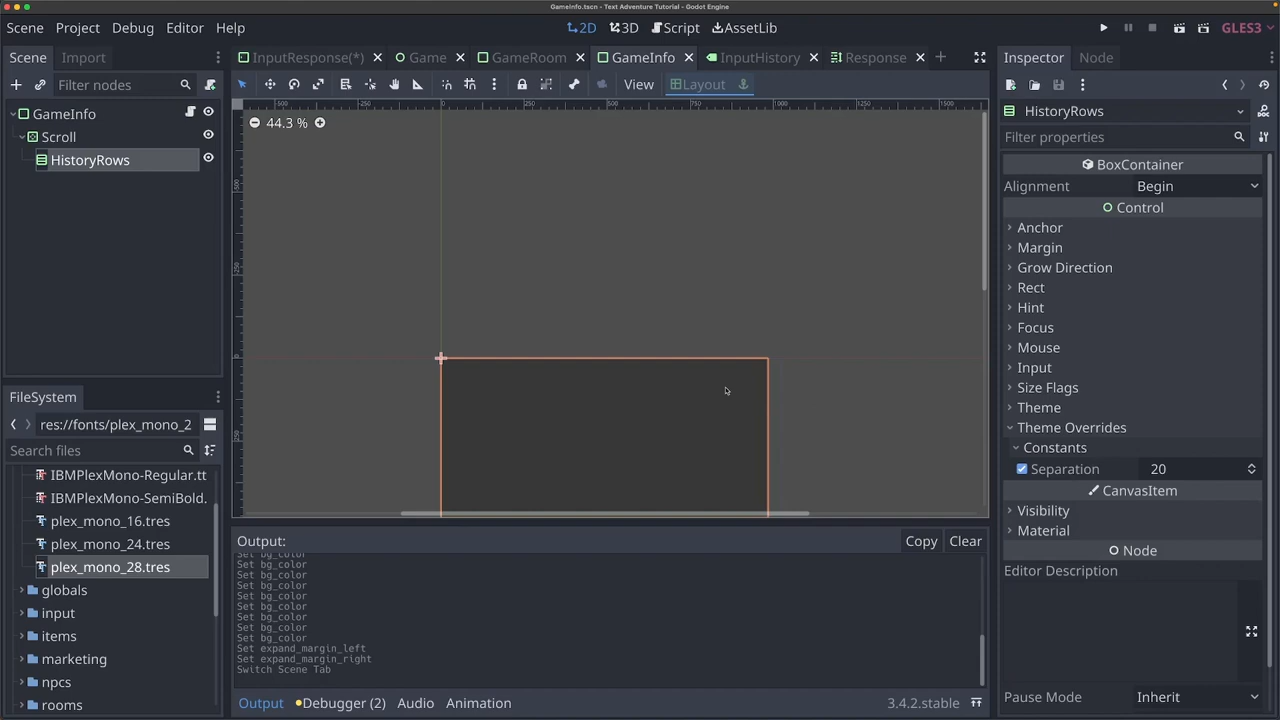 GameInfo.tscn - Text Adventure Tutorial - Godot Engine
Scene Project Debug Editor Help
2D 3D Script AssetLib
GLES3
Scene Import
InputResponse(*) Game GameRoom GameInfo InputHistory Response
Inspector Node
Filter nodes
View Layout
GameInfo
Scroll
HistoryRows
44.3 %
HistoryRows
Filter properties
BoxContainer
Alignment Begin
Control
Anchor
Margin
Grow Direction
Rect
Hint
Focus
Mouse
Input
Size Flags
Theme
Theme Overrides
Constants
Separation 20
CanvasItem
Visibility
Material
Node
Editor Description
Pause Mode Inherit
FileSystem
res://fonts/plex_mono_2
Search files
IBMPlexMono-Regular.tt
IBMPlexMono-SemiBold.
plex_mono_16.tres
plex_mono_24.tres
plex_mono_28.tres
globals
input
items
marketing
npcs
rooms
Output:
Copy Clear
Set bg_color
Set bg_color
Set bg_color
Set bg_color
Set bg_color
Set bg_color
Set bg_color
Set bg_color
Set bg_color
Set expand_margin_left
Set expand_margin_right
Switch Scene Tab
Output Debugger (2) Audio Animation
3.4.2.stable